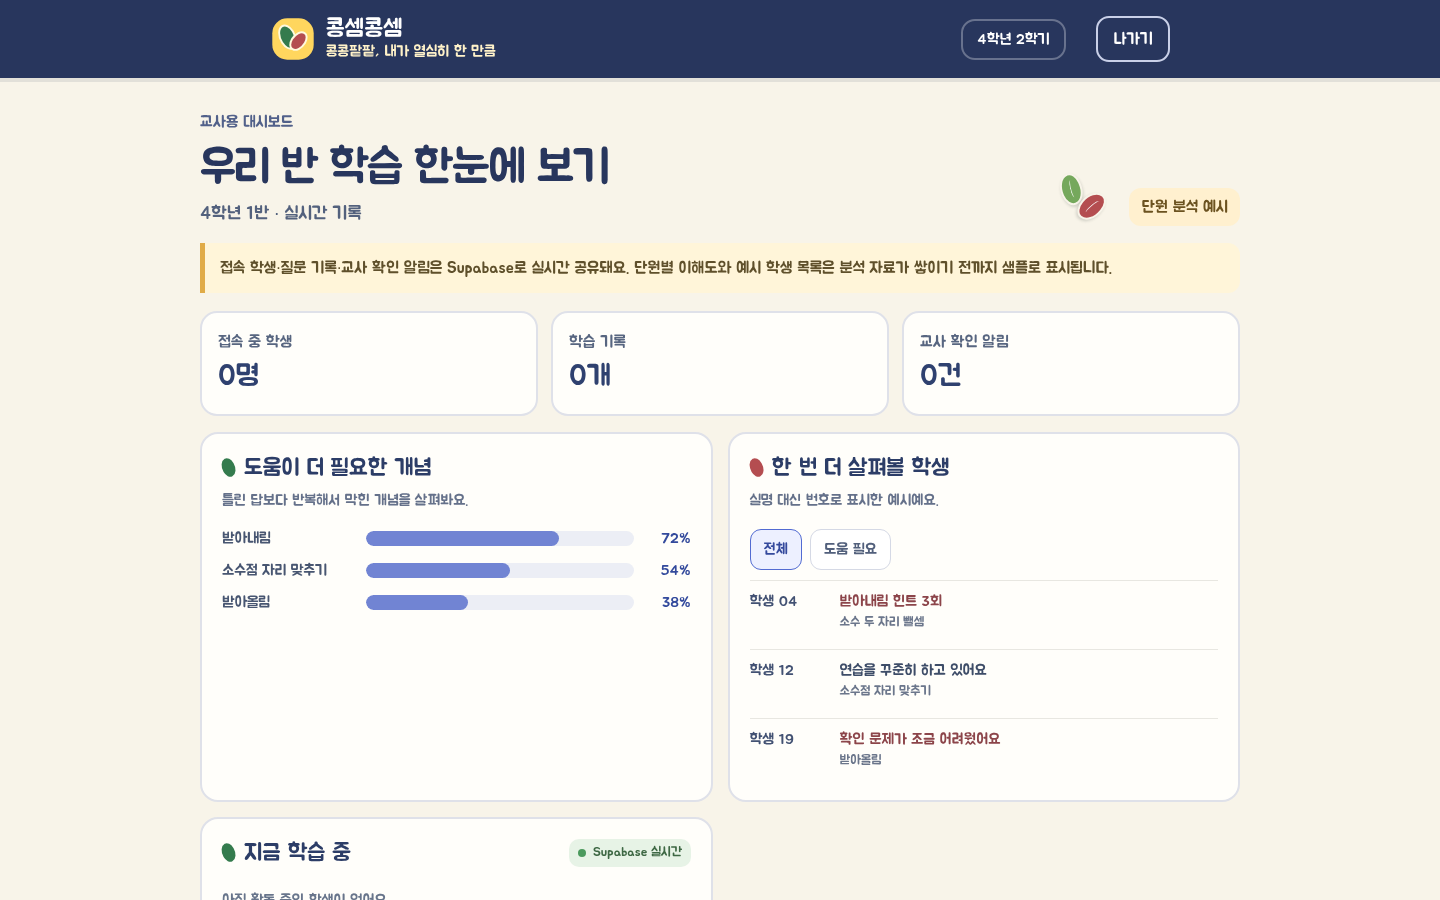 콩셈콩셈
콩콩팥팥, 내가 열심히 한 만큼
4학년 2학기
나가기
교사용 대시보드
우리 반 학습 한눈에 보기
4학년 1반 · 실시간 기록
단원 분석 예시
접속 학생·질문 기록·교사 확인 알림은 Supabase로 실시간 공유돼요. 단원별 이해도와 예시 학생 목록은 분석 자료가 쌓이기 전까지 샘플로 표시됩니다.
접속 중 학생
0명
학습 기록
0개
교사 확인 알림
0건
도움이 더 필요한 개념
틀린 답보다 반복해서 막힌 개념을 살펴봐요.
받아내림 72%
소수점 자리 맞추기 54%
받아올림 38%
한 번 더 살펴볼 학생
실명 대신 번호로 표시한 예시예요.
전체 도움 필요
학생 04 받아내림 힌트 3회
소수 두 자리 뺄셈
학생 12 연습을 꾸준히 하고 있어요
소수점 자리 맞추기
학생 19 확인 문제가 조금 어려웠어요
받아올림
지금 학습 중
Supabase 실시간
아직 활동 중인 학생이 없어요.